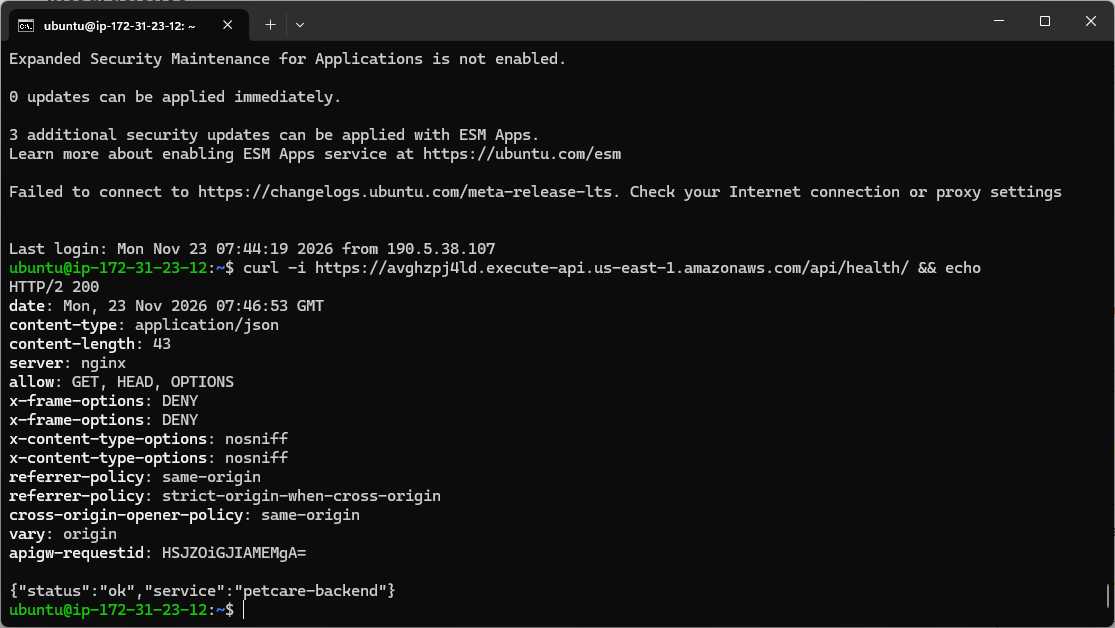 ubuntu@ip-172-31-23-12: ~
Expanded Security Maintenance for Applications is not enabled.
0 updates can be applied immediately.
3 additional security updates can be applied with ESM Apps.
Learn more about enabling ESM Apps service at https://ubuntu.com/esm
Failed to connect to https://changelogs.ubuntu.com/meta-release-lts. Check your Internet connection or proxy settings
Last login: Mon Nov 23 07:44:19 2026 from 190.5.38.107
ubuntu@ip-172-31-23-12:~$ curl -i https://avghzpj4ld.execute-api.us-east-1.amazonaws.com/api/health/ && echo
HTTP/2 200
date: Mon, 23 Nov 2026 07:46:53 GMT
content-type: application/json
content-length: 43
server: nginx
allow: GET, HEAD, OPTIONS
x-frame-options: DENY
x-frame-options: DENY
x-content-type-options: nosniff
x-content-type-options: nosniff
referrer-policy: same-origin
referrer-policy: strict-origin-when-cross-origin
cross-origin-opener-policy: same-origin
vary: origin
apigw-requestid: HSJZOiGJIAMEMgA=
{"status":"ok","service":"petcare-backend"}
ubuntu@ip-172-31-23-12:~$